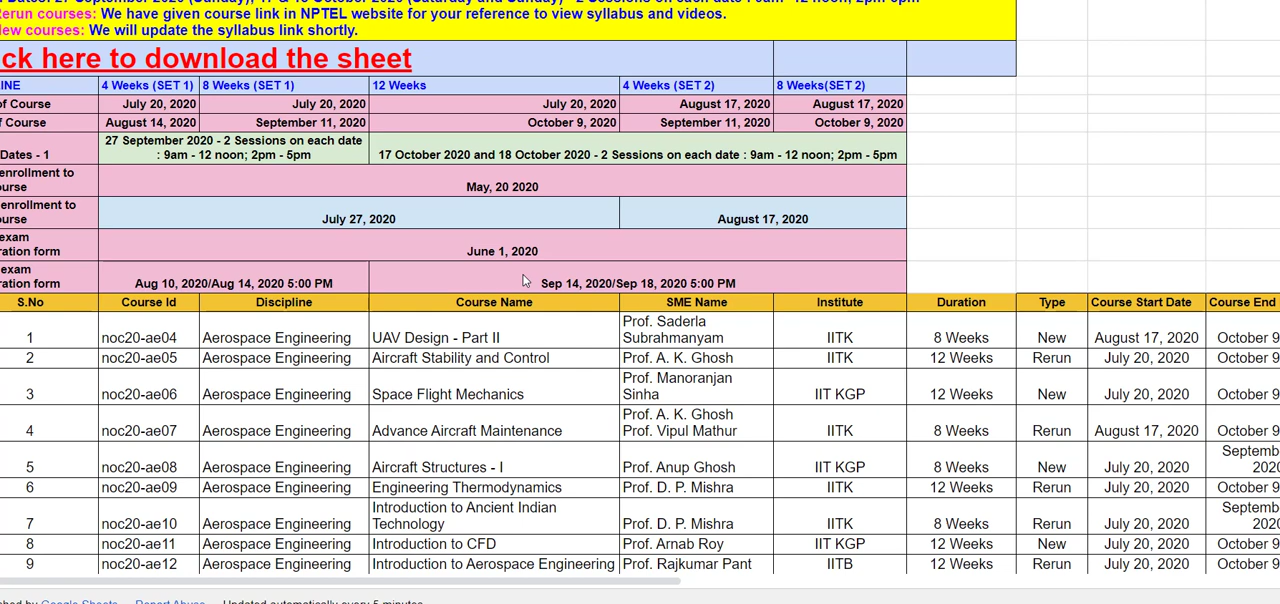 Rerun courses: We have given course link in NPTEL website for your reference to view syllabus and videos.
New courses: We will update the syllabus link shortly.
ck here to download the sheet
INE 4 Weeks (SET 1) 8 Weeks (SET 1) 12 Weeks 4 Weeks (SET 2) 8 Weeks(SET 2)
of Course July 20, 2020 July 20, 2020 July 20, 2020 August 17, 2020 August 17, 2020
of Course August 14, 2020 September 11, 2020 October 9, 2020 September 11, 2020 October 9, 2020
Dates - 1 27 September 2020 - 2 Sessions on each date
: 9am - 12 noon; 2pm - 5pm 17 October 2020 and 18 October 2020 - 2 Sessions on each date : 9am - 12 noon; 2pm - 5pm
enrollment to
ourse May, 20 2020
enrollment to
ourse July 27, 2020 August 17, 2020
exam
ration form June 1, 2020
exam
ration form Aug 10, 2020/Aug 14, 2020 5:00 PM Sep 14, 2020/Sep 18, 2020 5:00 PM
S.No Course Id Discipline Course Name SME Name Institute Duration Type Course Start Date Course End
1 noc20-ae04 Aerospace Engineering UAV Design - Part II Prof. Saderla
Subrahmanyam IITK 8 Weeks New August 17, 2020 October 9
2 noc20-ae05 Aerospace Engineering Aircraft Stability and Control Prof. A. K. Ghosh IITK 12 Weeks Rerun July 20, 2020 October 9
3 noc20-ae06 Aerospace Engineering Space Flight Mechanics Prof. Manoranjan
Sinha IIT KGP 12 Weeks New July 20, 2020 October 9
4 noc20-ae07 Aerospace Engineering Advance Aircraft Maintenance Prof. A. K. Ghosh
Prof. Vipul Mathur IITK 8 Weeks Rerun August 17, 2020 October 9
5 noc20-ae08 Aerospace Engineering Aircraft Structures - I Prof. Anup Ghosh IIT KGP 8 Weeks New July 20, 2020 Septemb
2020
6 noc20-ae09 Aerospace Engineering Engineering Thermodynamics Prof. D. P. Mishra IITK 12 Weeks Rerun July 20, 2020 October 9
7 noc20-ae10 Aerospace Engineering Introduction to Ancient Indian
Technology Prof. D. P. Mishra IITK 8 Weeks Rerun July 20, 2020 Septemb
2020
8 noc20-ae11 Aerospace Engineering Introduction to CFD Prof. Arnab Roy IIT KGP 12 Weeks New July 20, 2020 October 9
9 noc20-ae12 Aerospace Engineering Introduction to Aerospace Engineering Prof. Rajkumar Pant IITB 12 Weeks Rerun July 20, 2020 October 9
shed by Google Sheets Report Abuse Updated automatically every 5 minutes